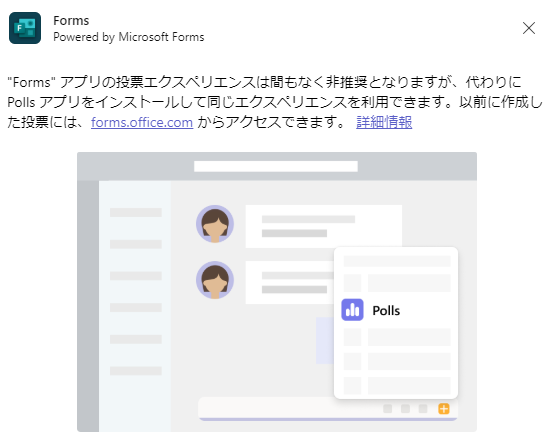 Forms
Powered by Microsoft Forms
"Forms" アプリの投票エクスペリエンスは間もなく非推奨となりますが、代わりに
Polls アプリをインストールして同じエクスペリエンスを利用できます。以前に作成し
た投票には、forms.office.com からアクセスできます。 詳細情報
Polls